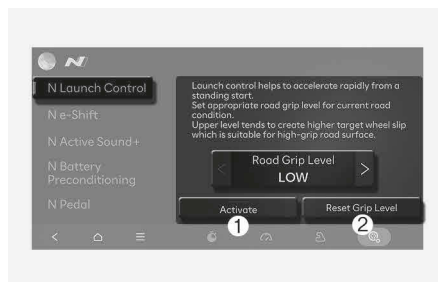 N Launch Control
N e-Shift
N Active Sound+
N Battery
Preconditioning
N Pedal
Launch control helps to accelerate rapidly from a
standing start.
Set appropriate road grip level for current road
condition.
Upper level tends to create higher target wheel slip
which is suitable for high-grip road surface.
Road Grip Level
LOW
Activate
Reset Grip Level
1
2